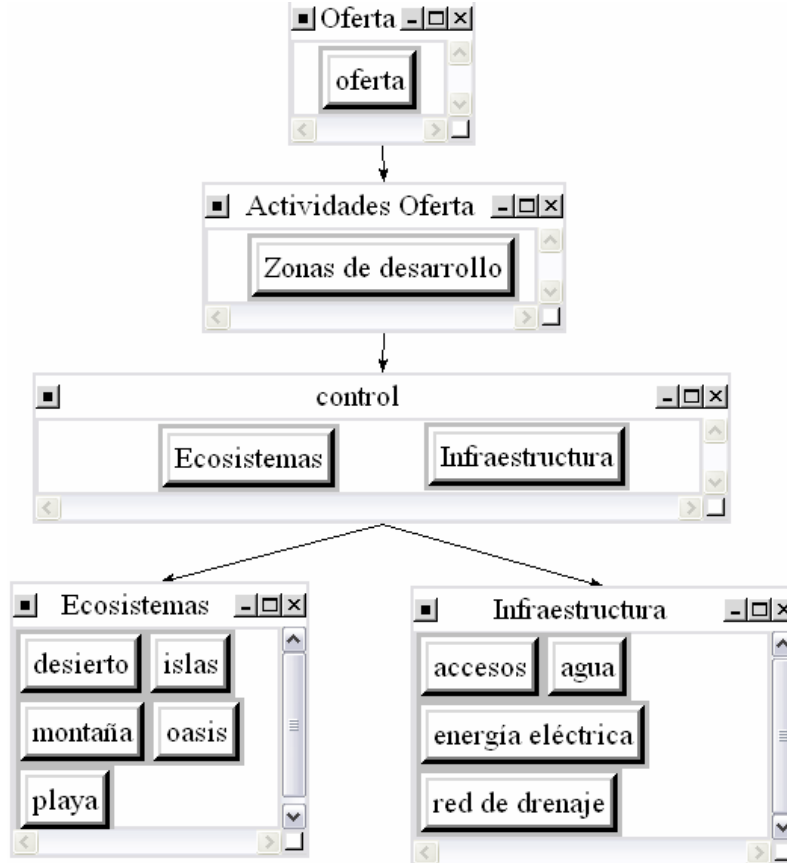 Oferta
oferta
Actividades Oferta
Zonas de desarrollo
control
Ecosistemas Infraestructura
Ecosistemas
desierto islas
montaña oasis
playa
Infraestructura
accesos agua
energía eléctrica
red de drenaje